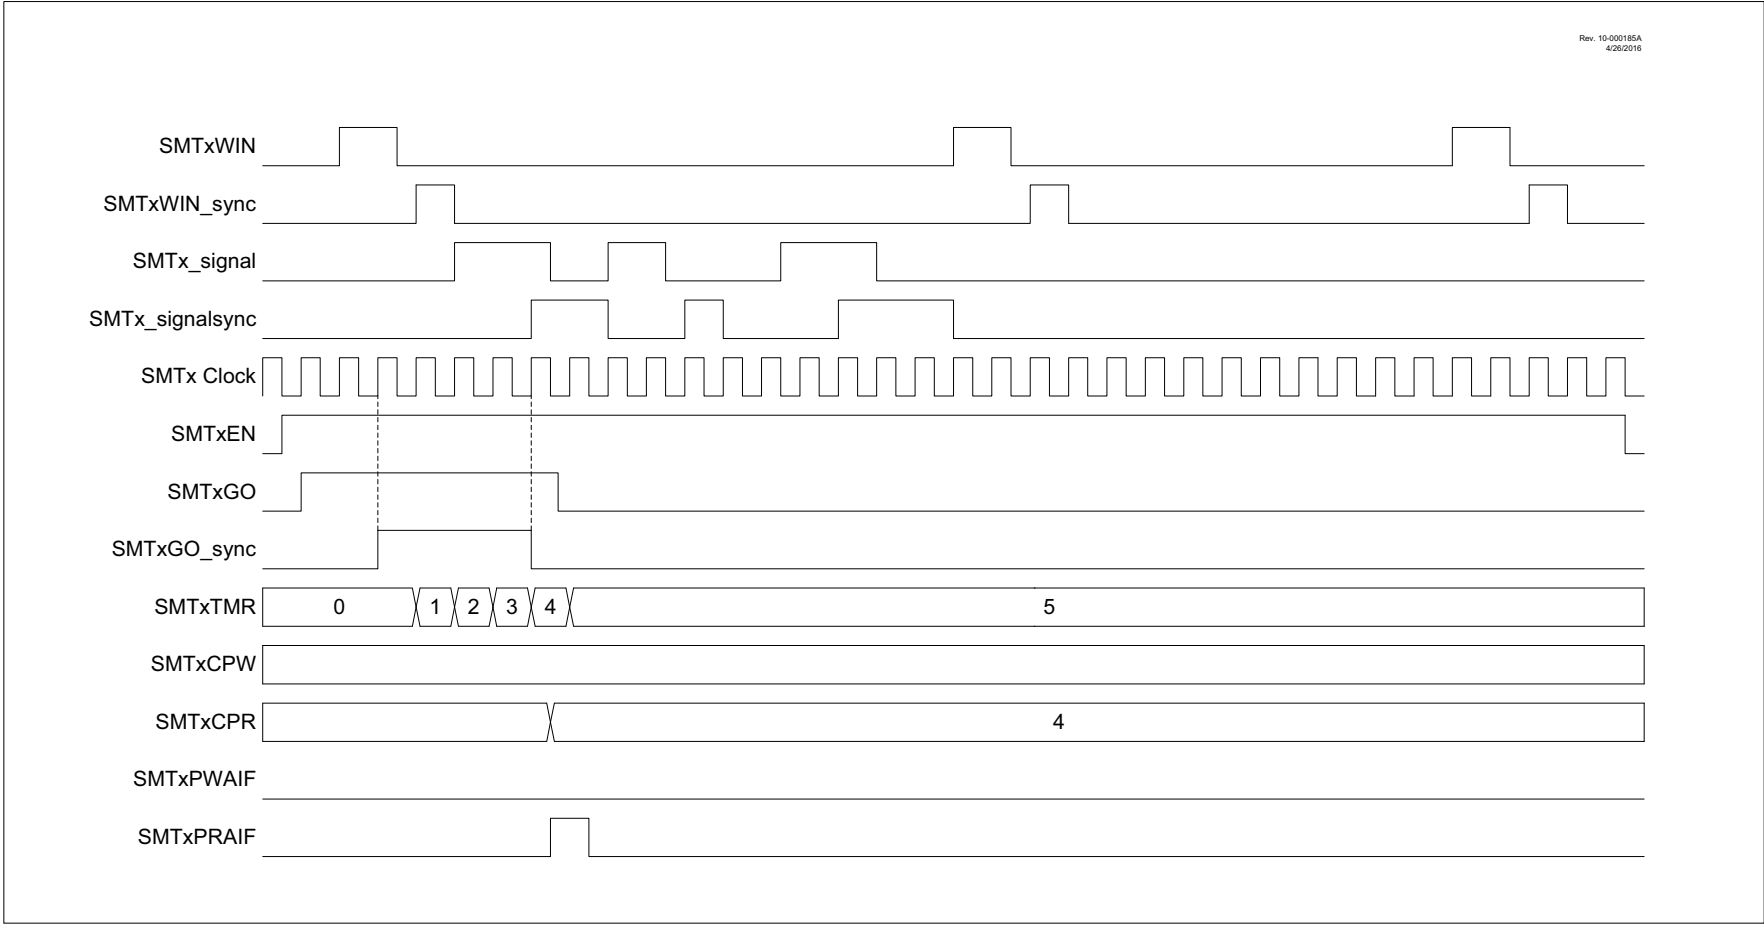 Rev. 10-000185A
4/26/2016
SMTxWIN
SMTxWIN_sync
SMTx_signal
SMTx_signalsync
SMTx Clock
SMTxEN
SMTxGO
SMTxGO_sync
SMTxTMR 0 1 2 3 4 5
SMTxCPW
SMTxCPR 4
SMTxPWAIF
SMTxPRAIF